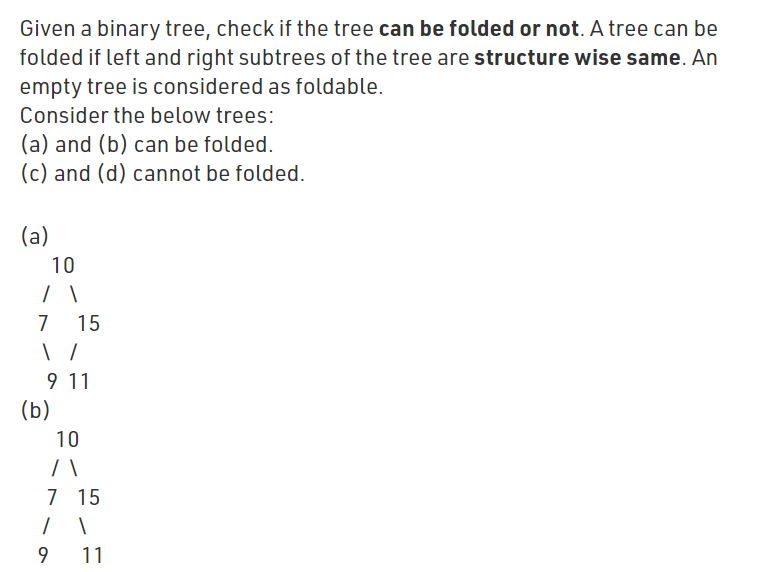 Given a binary tree, check if the tree can be folded or not. A tree can be
folded if left and right subtrees of the tree are structure wise same. An
empty tree is considered as foldable.
Consider the below trees:
(a) and (b) can be folded.
(c) and (d) cannot be folded.
(a)
10
/ \
7 15
\ /
9 11
(b)
10
/ \
7 15
/ \
9 11